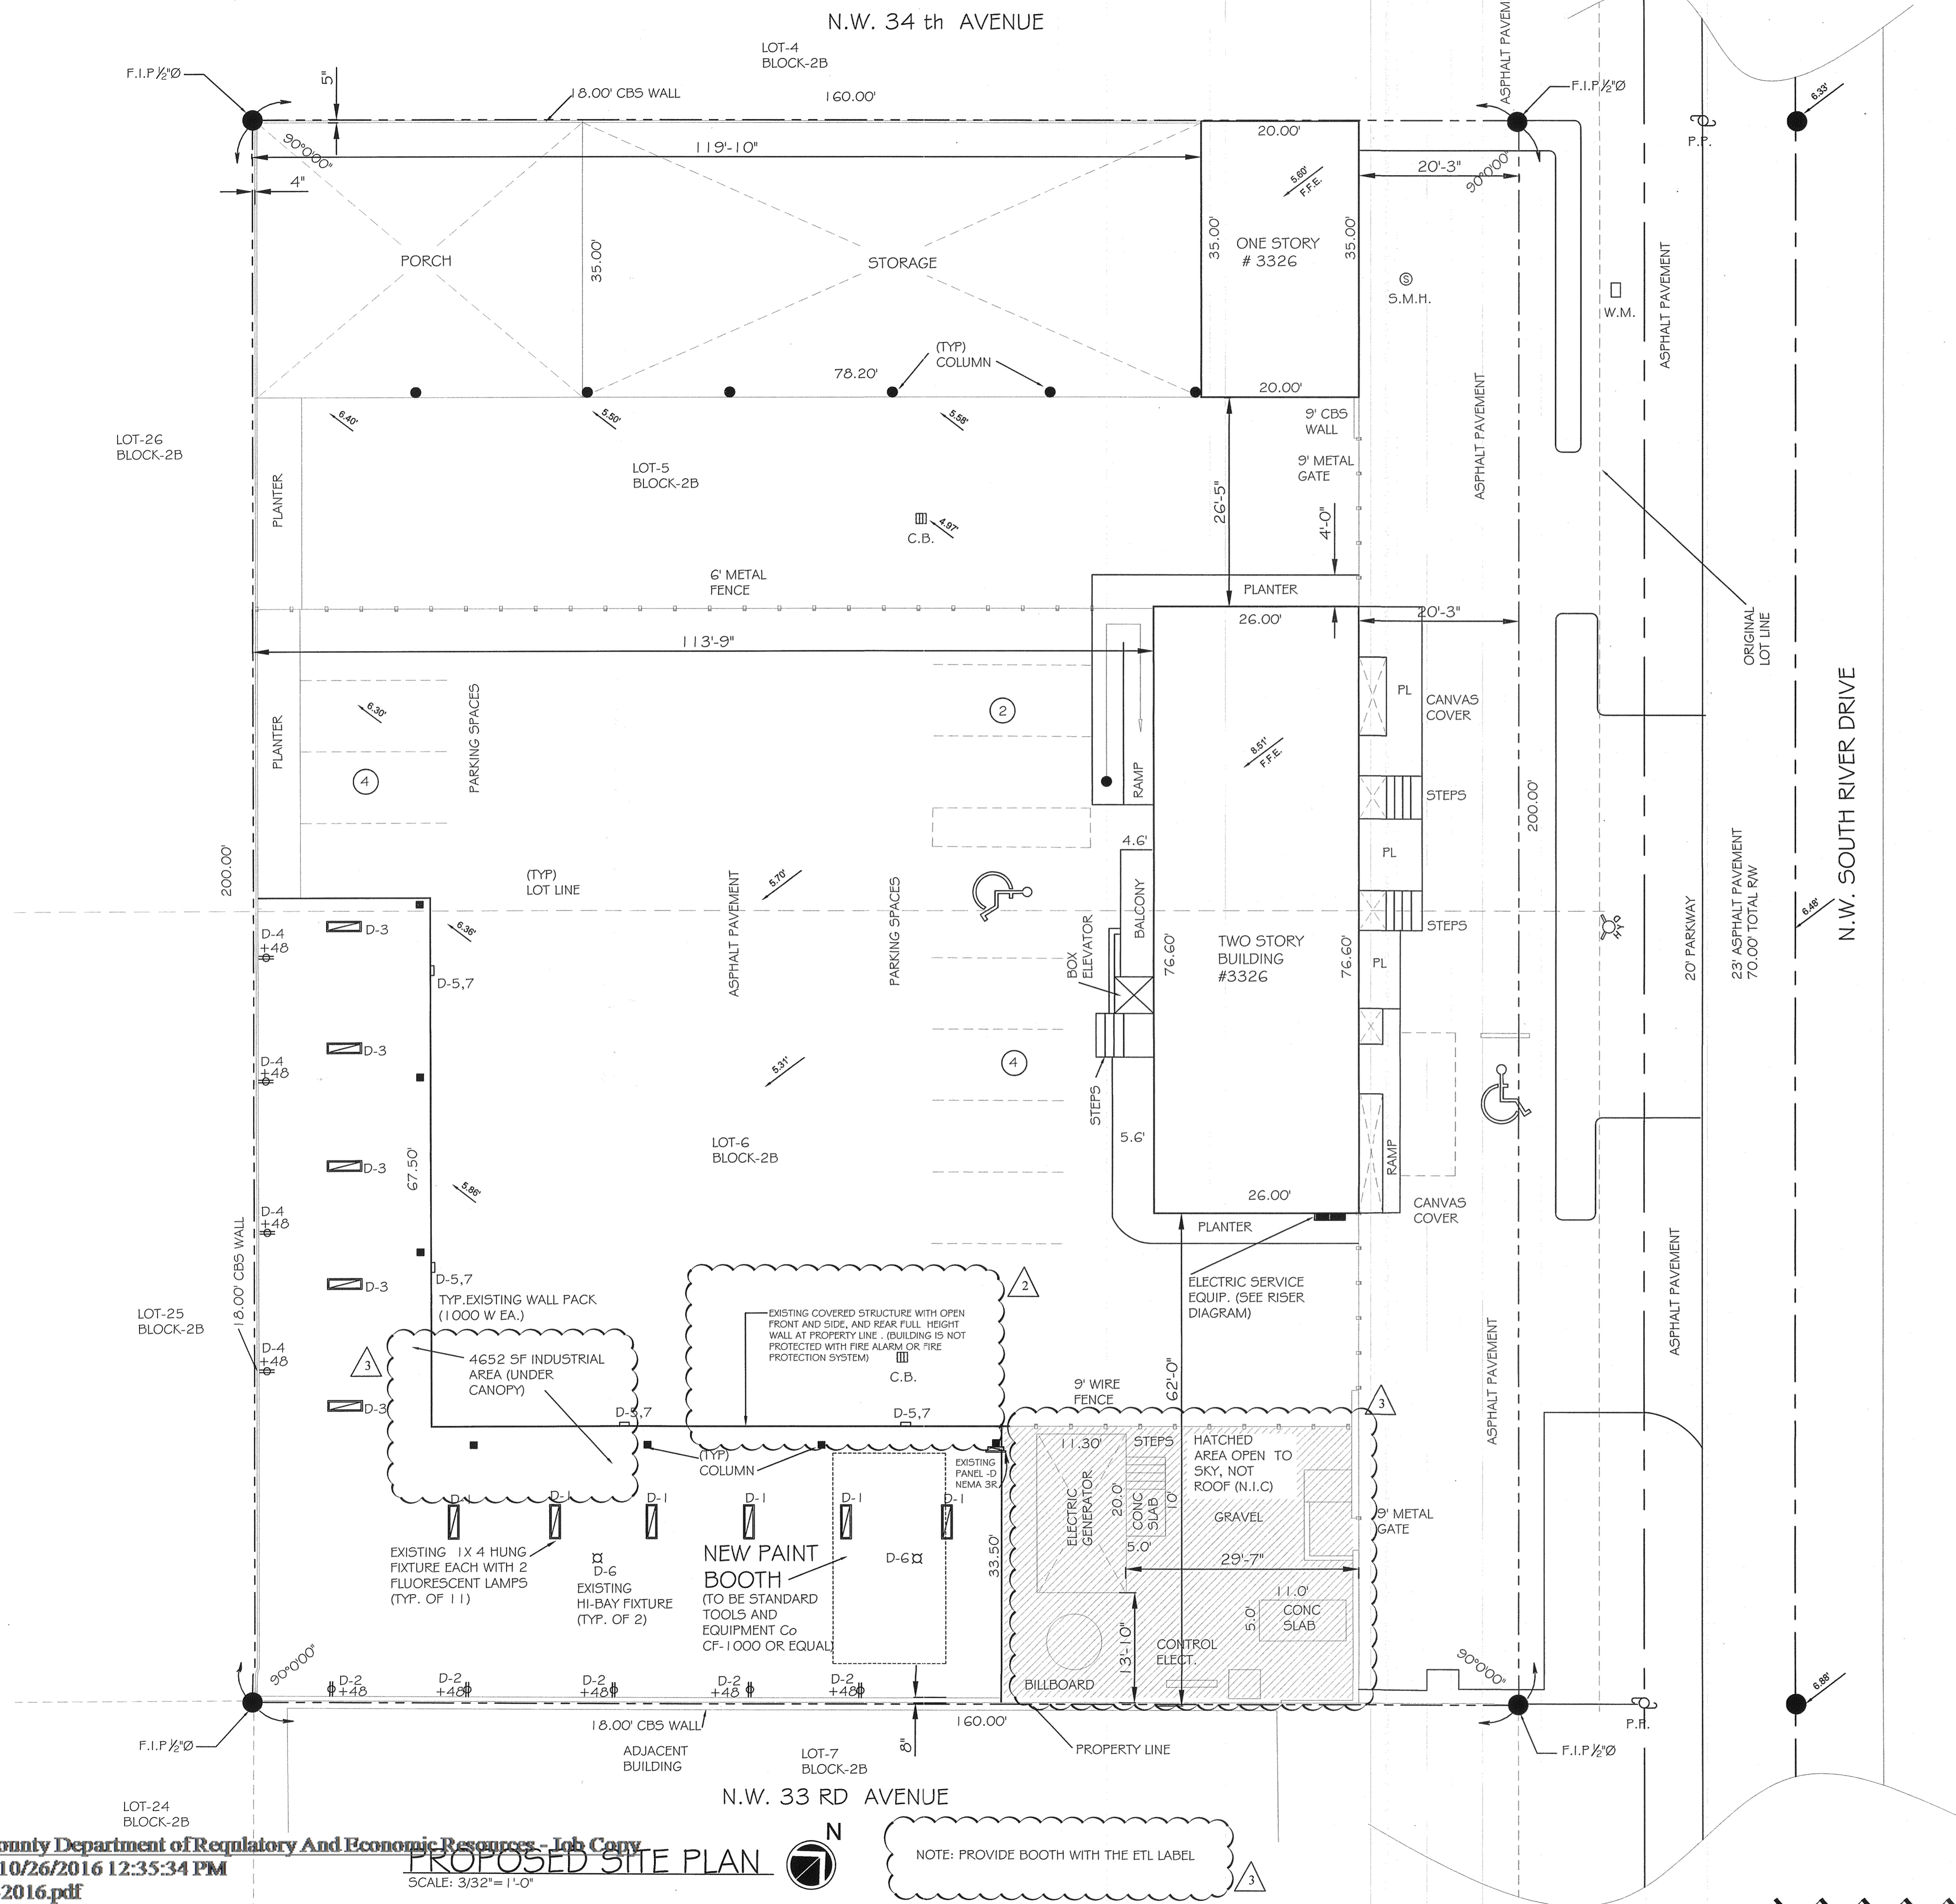 N.W. 34 th AVENUE
LOT-4
BLOCK-2B
F.I.P ½"Ø
5"
18.00' CBS WALL
160.00'
F.I.P ½"Ø
ASPHALT PAVEM
6.33'
P.P.
90°0'00"
119'-10"
20.00'
20'-3"
90°0'00"
4"
5.60'
F.F.E.
PORCH
35.00'
STORAGE
35.00'
ONE STORY
# 3326
35.00'
S.M.H.
W.M.
ASPHALT PAVEMENT
(TYP)
COLUMN
78.20'
20.00'
6.40'
5.50'
5.58'
9' CBS
WALL
ASPHALT PAVEMENT
LOT-26
BLOCK-2B
LOT-5
BLOCK-2B
9' METAL
GATE
PLANTER
26'-5"
4'-0"
4.97'
C.B.
6' METAL
FENCE
PLANTER
26.00'
20'-3"
ORIGINAL
LOT LINE
113'-9"
PLANTER
6.30'
PARKING SPACES
4
2
RAMP
8.51'
F.F.E.
PL
CANVAS
COVER
STEPS
200.00'
N.W. SOUTH RIVER DRIVE
200.00'
(TYP)
LOT LINE
5.70'
ASPHALT PAVEMENT
PARKING SPACES
4.6'
BALCONY
BOX
ELEVATOR
76.60'
TWO STORY
BUILDING
#3326
76.60'
PL
STEPS
PL
HYD
20' PARKWAY
23' ASPHALT PAVEMENT
70.00' TOTAL R/W
6.48'
D-4
+48
D-3
6.36'
D-5,7
D-4
+48
D-3
5.31'
4
STEPS
5.6'
LOT-6
BLOCK-2B
D-3
67.50'
5.86'
D-4
+48
26.00'
PLANTER
RAMP
CANVAS
COVER
ASPHALT PAVEMENT
18.00' CBS WALL
D-3
D-5,7
TYP.EXISTING WALL PACK
(1000 W EA.)
2
ELECTRIC SERVICE
EQUIP. (SEE RISER
DIAGRAM)
LOT-25
BLOCK-2B
EXISTING COVERED STRUCTURE WITH OPEN
FRONT AND SIDE, AND REAR FULL HEIGHT
WALL AT PROPERTY LINE . (BUILDING IS NOT
PROTECTED WITH FIRE ALARM OR FIRE
PROTECTION SYSTEM)
C.B.
D-4
+48
3
4652 SF INDUSTRIAL
AREA (UNDER
CANOPY)
62'-0"
9' WIRE
FENCE
3
ASPHALT PAVEMENT
D-3
D-5,7
D-5,7
(TYP)
COLUMN
EXISTING
PANEL -D
NEMA 3R
11.30'
STEPS
HATCHED
AREA OPEN TO
SKY, NOT
ROOF (N.I.C)
ELECTRIC
GENERATOR
20.0'
CONC
SLAB
10'
GRAVEL
9' METAL
GATE
D-1
D-1
D-1
D-1
D-1
D-1
EXISTING 1X 4 HUNG
FIXTURE EACH WITH 2
FLUORESCENT LAMPS
(TYP. OF 11)
D-6
EXISTING
HI-BAY FIXTURE
(TYP. OF 2)
NEW PAINT
BOOTH
(TO BE STANDARD
TOOLS AND
EQUIPMENT Co
CF-1000 OR EQUAL)
D-6
33.50'
5.0'
29'-7"
11.0'
5.0'
CONC
SLAB
13'-10"
CONTROL
ELECT.
BILLBOARD
90°0'00"
90°0'00"
6.88'
D-2
+48
D-2
+48
D-2
+48
D-2
+48
D-2
+48
18.00' CBS WALL
160.00'
8"
P.P.
F.I.P ½"Ø
ADJACENT
BUILDING
LOT-7
BLOCK-2B
PROPERTY LINE
F.I.P ½"Ø
N.W. 33 RD AVENUE
LOT-24
BLOCK-2B
ounty Department of Regulatory And Economic Resources - Job Copy
10/26/2016 12:35:34 PM
2016.pdf
PROPOSED SITE PLAN
SCALE: 3/32"=1'-0"
N
NOTE: PROVIDE BOOTH WITH THE ETL LABEL
3